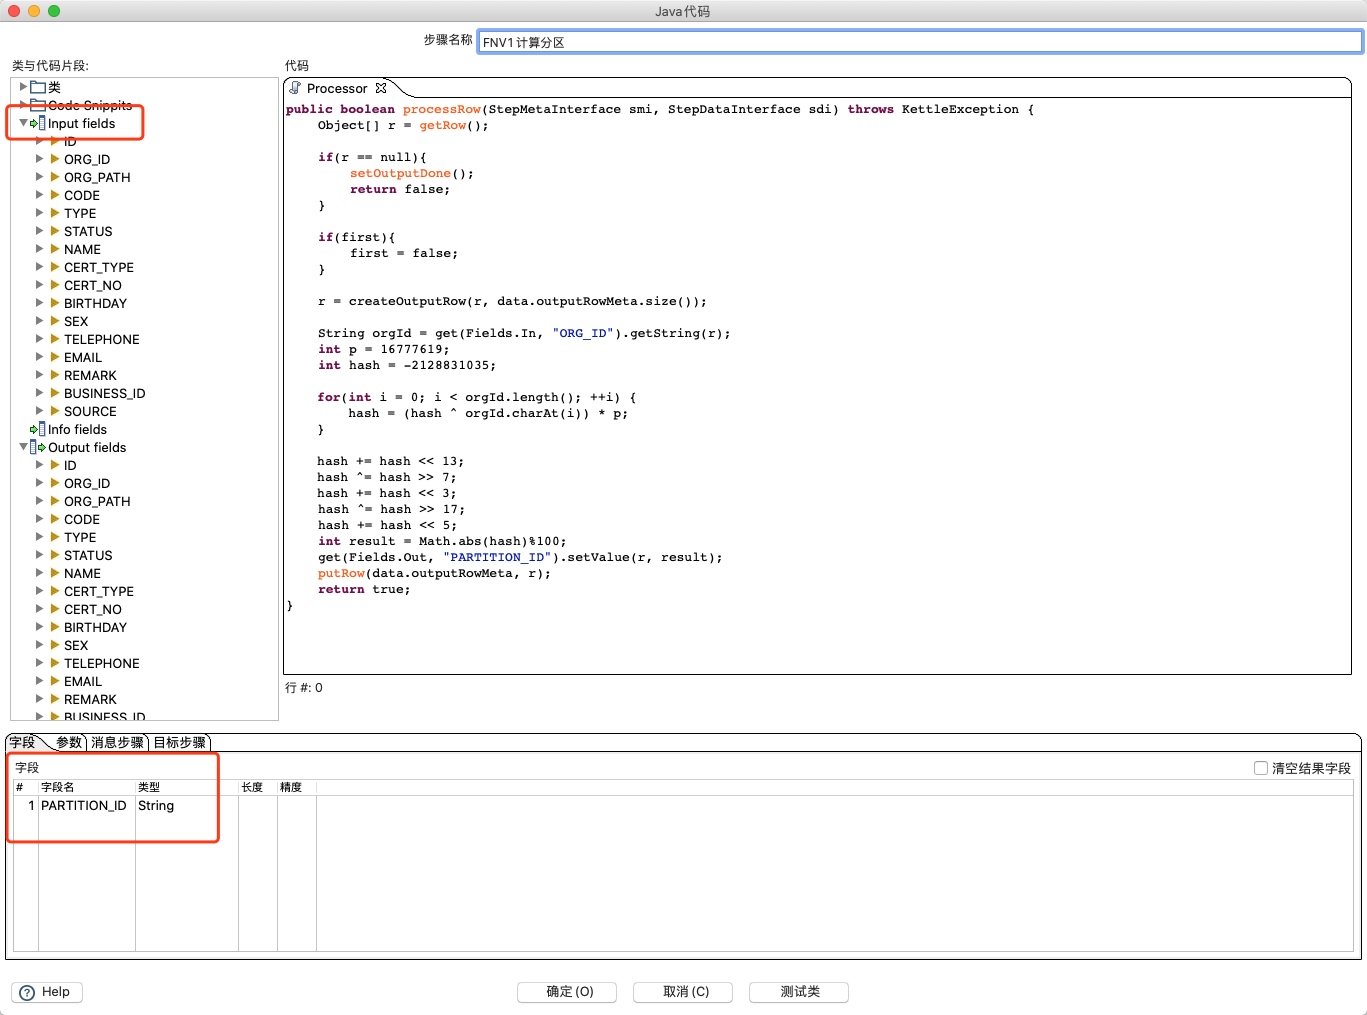 Java代码
步骤名称 FNV1计算分区
类与代码片段:
类
Code Snippits
Input fields
ID
ORG_ID
ORG_PATH
CODE
TYPE
STATUS
NAME
CERT_TYPE
CERT_NO
BIRTHDAY
SEX
TELEPHONE
EMAIL
REMARK
BUSINESS_ID
SOURCE
Info fields
Output fields
ID
ORG_ID
ORG_PATH
CODE
TYPE
STATUS
NAME
CERT_TYPE
CERT_NO
BIRTHDAY
SEX
TELEPHONE
EMAIL
REMARK
BUSINESS_ID
代码
Processor
public boolean processRow(StepMetaInterface smi, StepDataInterface sdi) throws KettleException {
Object[] r = getRow();
if(r == null){
setOutputDone();
return false;
}
if(first){
first = false;
}
r = createOutputRow(r, data.outputRowMeta.size());
String orgId = get(Fields.In, "ORG_ID").getString(r);
int p = 16777619;
int hash = -2128831035;
for(int i = 0; i < orgId.length(); ++i) {
hash = (hash ^ orgId.charAt(i)) * p;
}
hash += hash << 13;
hash ^= hash >> 7;
hash += hash << 3;
hash ^= hash >> 17;
hash += hash << 5;
int result = Math.abs(hash)%100;
get(Fields.Out, "PARTITION_ID").setValue(r, result);
putRow(data.outputRowMeta, r);
return true;
}
行 #: 0
字段 参数 消息步骤 目标步骤
字段 清空结果字段
# 字段名 类型 长度 精度
1 PARTITION_ID String
Help 确定(O) 取消(C) 测试类